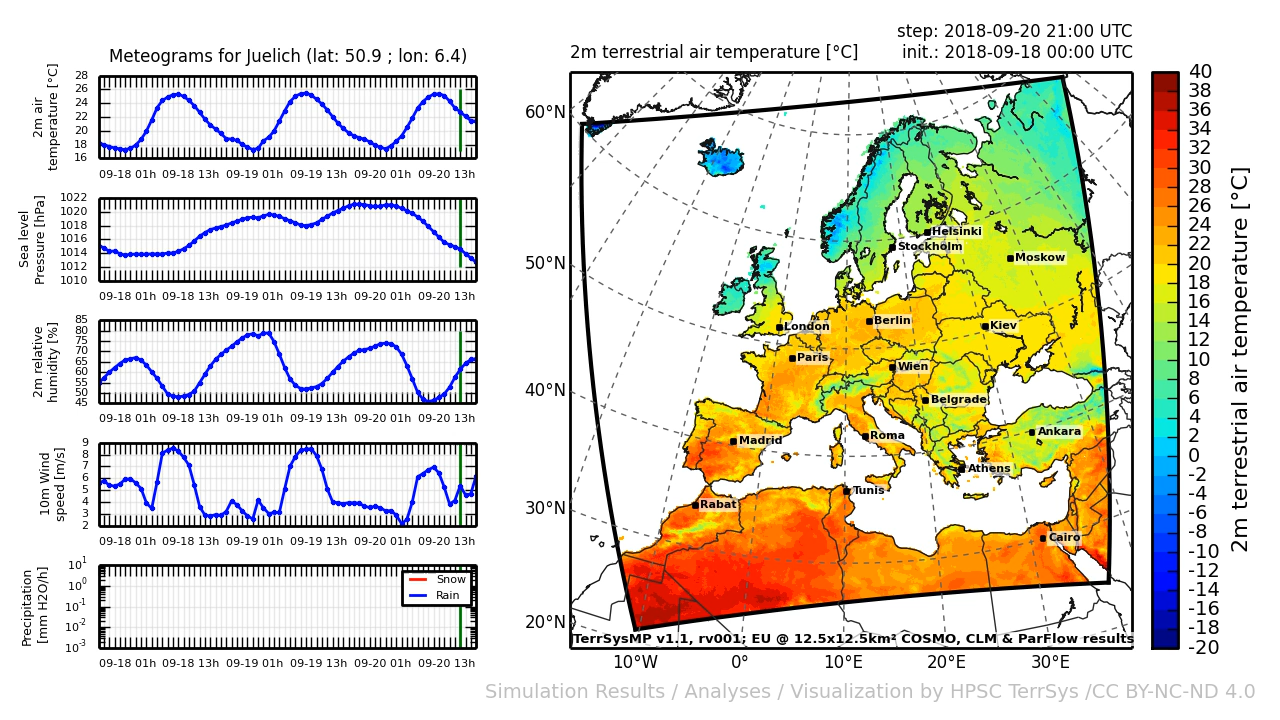 step: 2018-09-20 21:00 UTC
2m terrestrial air temperature [°C]
init.: 2018-09-18 00:00 UTC
Meteograms for Juelich (lat: 50.9 ; lon: 6.4)
2m air
temperature [°C]
28
26
24
22
20
18
16
09-18 01h 09-18 13h 09-19 01h 09-19 13h 09-20 01h 09-20 13h
Sea level
Pressure [hPa]
1022
1020
1018
1016
1014
1012
1010
09-18 01h 09-18 13h 09-19 01h 09-19 13h 09-20 01h 09-20 13h
2m relative
humidity [%]
85
80
75
70
65
60
55
50
45
09-18 01h 09-18 13h 09-19 01h 09-19 13h 09-20 01h 09-20 13h
10m Wind
speed [m/s]
9
8
7
6
5
4
3
2
09-18 01h 09-18 13h 09-19 01h 09-19 13h 09-20 01h 09-20 13h
Precipitation
[mm H2O/h]
10¹
10⁰
10⁻¹
10⁻²
10⁻³
Snow
Rain
09-18 01h 09-18 13h 09-19 01h 09-19 13h 09-20 01h 09-20 13h
60°N
50°N
40°N
30°N
20°N
Helsinki
Stockholm
Moskow
London
Berlin
Kiev
Paris
Wien
Belgrade
Madrid
Roma
Ankara
Athens
Tunis
Rabat
Cairo
TerrSysMP v1.1, rv001; EU @ 12.5x12.5km² COSMO, CLM & ParFlow results
10°W 0° 10°E 20°E 30°E
40
38
36
34
32
30
28
26
24
22
20
18
16
14
12
10
8
6
4
2
0
-2
-4
-6
-8
-10
-12
-14
-16
-18
-20
2m terrestrial air temperature [°C]
Simulation Results / Analyses / Visualization by HPSC TerrSys /CC BY-NC-ND 4.0